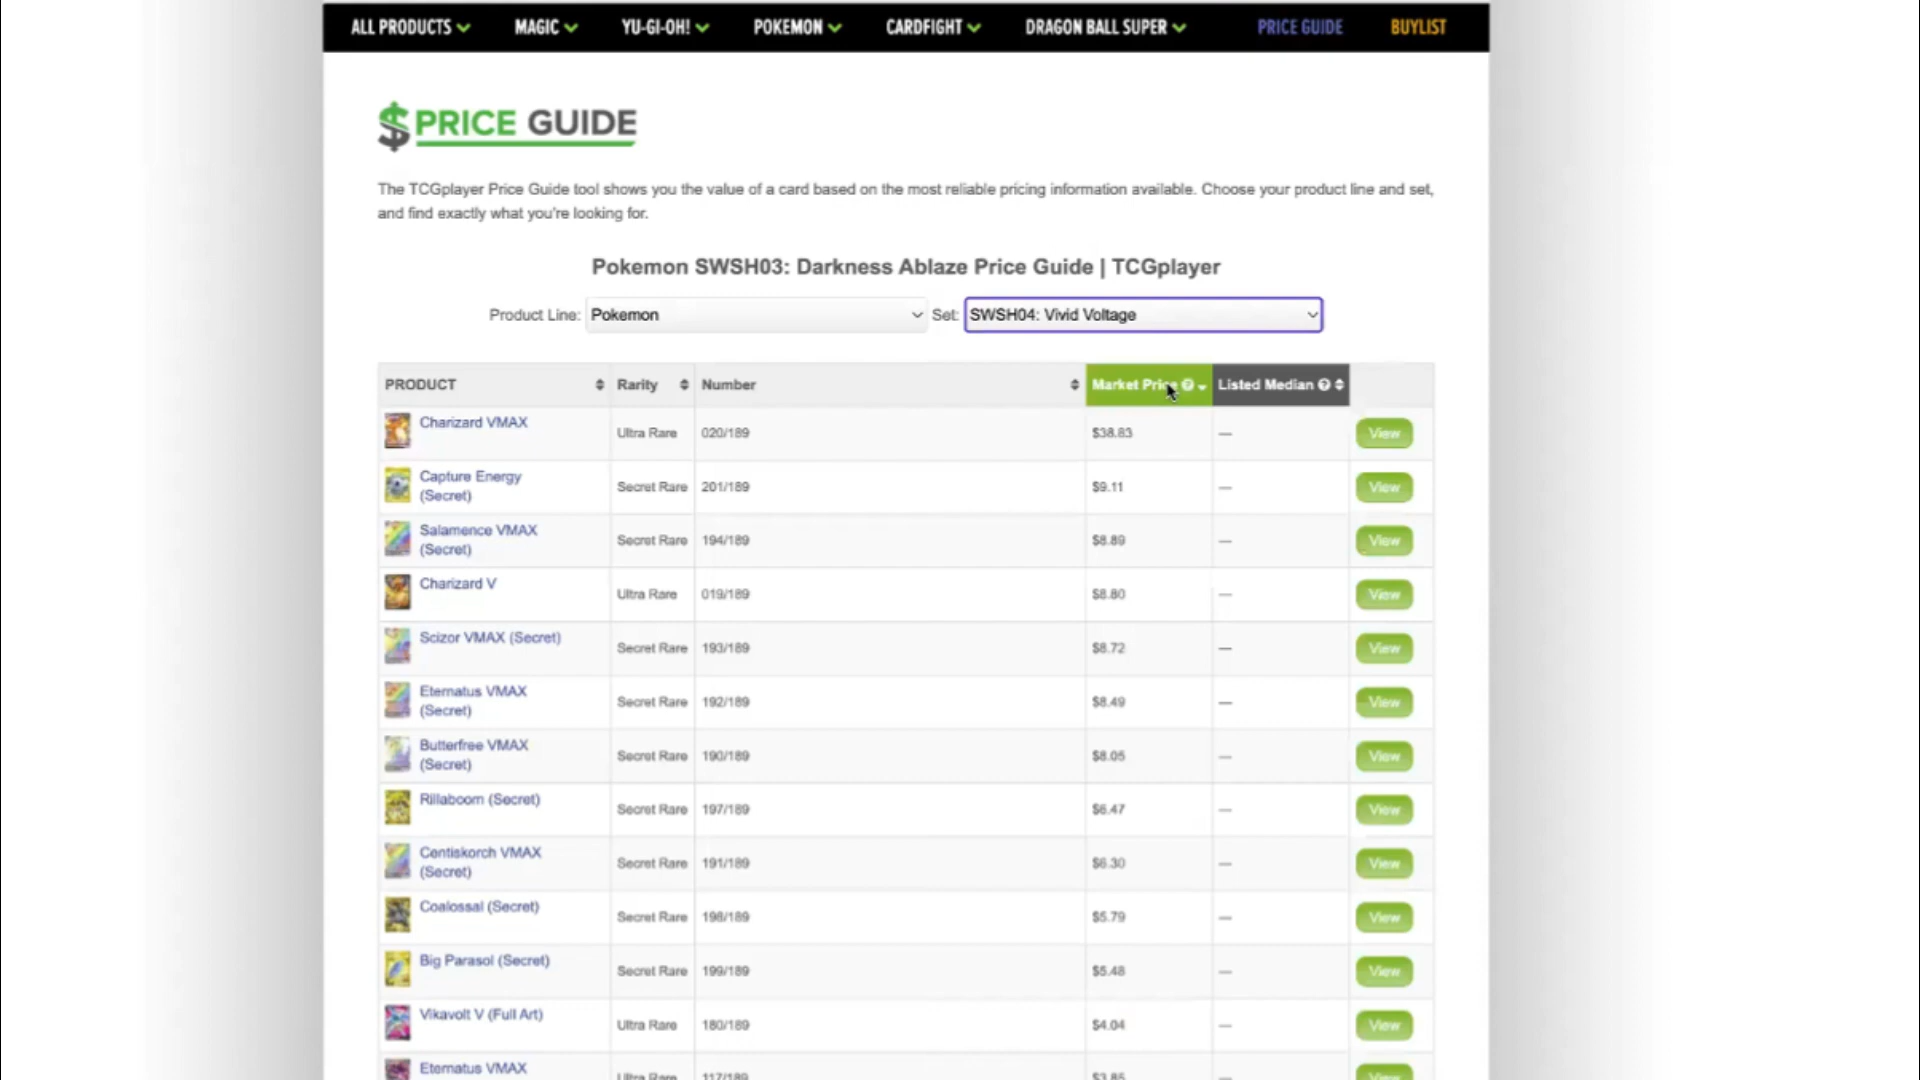 ALL PRODUCTS MAGIC YU-GI-OH! POKEMON CARDFIGHT DRAGON BALL SUPER PRICE GUIDE BUYLIST
$PRICE GUIDE
The TCGplayer Price Guide tool shows you the value of a card based on the most reliable pricing information available. Choose your product line and set,
and find exactly what you're looking for.
Pokemon SWSH03: Darkness Ablaze Price Guide | TCGplayer
Product Line: Pokemon Set: SWSH04: Vivid Voltage
PRODUCT Rarity Number Market Price Listed Median
Charizard VMAX Ultra Rare 020/189 $38.83 — View
Capture Energy
(Secret) Secret Rare 201/189 $9.11 — View
Salamence VMAX
(Secret) Secret Rare 194/189 $8.89 — View
Charizard V Ultra Rare 019/189 $8.80 — View
Scizor VMAX (Secret) Secret Rare 193/189 $8.72 — View
Eternatus VMAX
(Secret) Secret Rare 192/189 $8.49 — View
Butterfree VMAX
(Secret) Secret Rare 190/189 $8.05 — View
Rillaboom (Secret) Secret Rare 197/189 $6.47 — View
Centiskorch VMAX
(Secret) Secret Rare 191/189 $6.30 — View
Coalossal (Secret) Secret Rare 198/189 $5.79 — View
Big Parasol (Secret) Secret Rare 199/189 $5.48 — View
Vikavolt V (Full Art) Ultra Rare 180/189 $4.04 — View
Eternatus VMAX Ultra Rare 117/189 $3.85 View